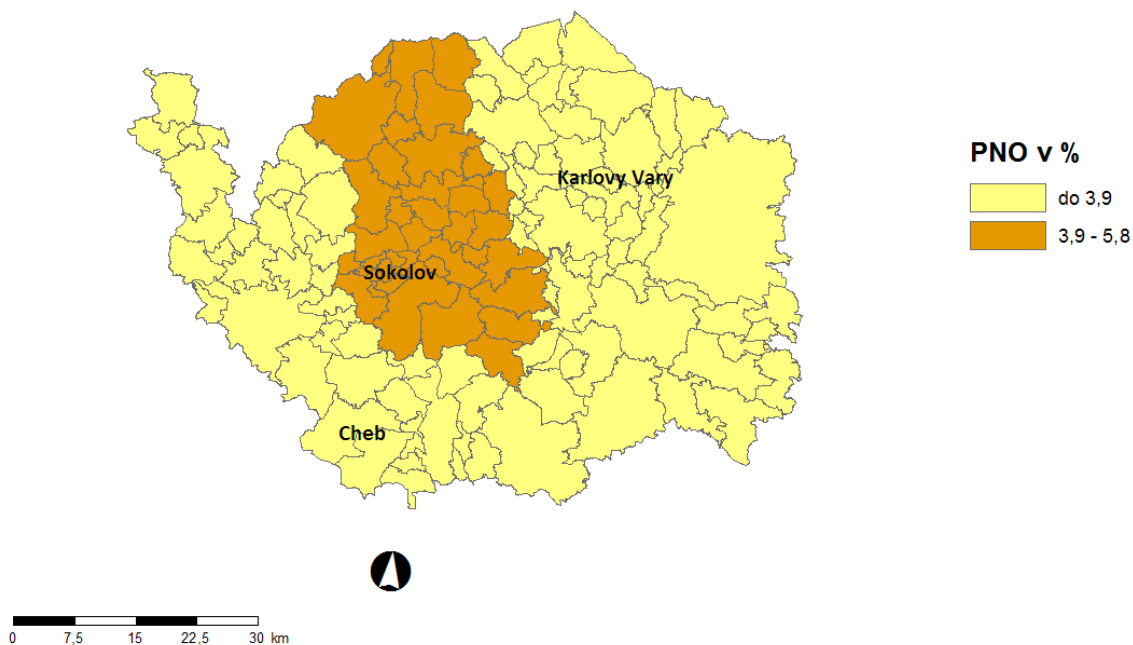 Karlovy Vary
Sokolov
Cheb
PNO v %
do 3,9
3,9 - 5,8
0 7,5 15 22,5 30 km